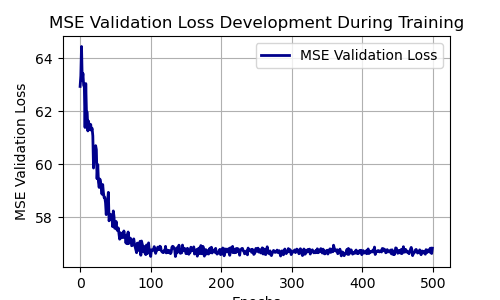 MSE Validation Loss Development During Training
MSE Validation Loss
MSE Validation Loss
64
62
60
58
0 100 200 300 400 500
Epochs